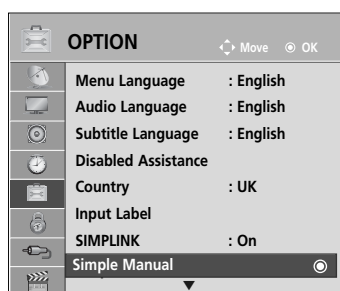 OPTION
Move OK
Menu Language : English
Audio Language : English
Subtitle Language : English
Disabled Assistance
Country : UK
Input Label
SIMPLINK : On
Simple Manual